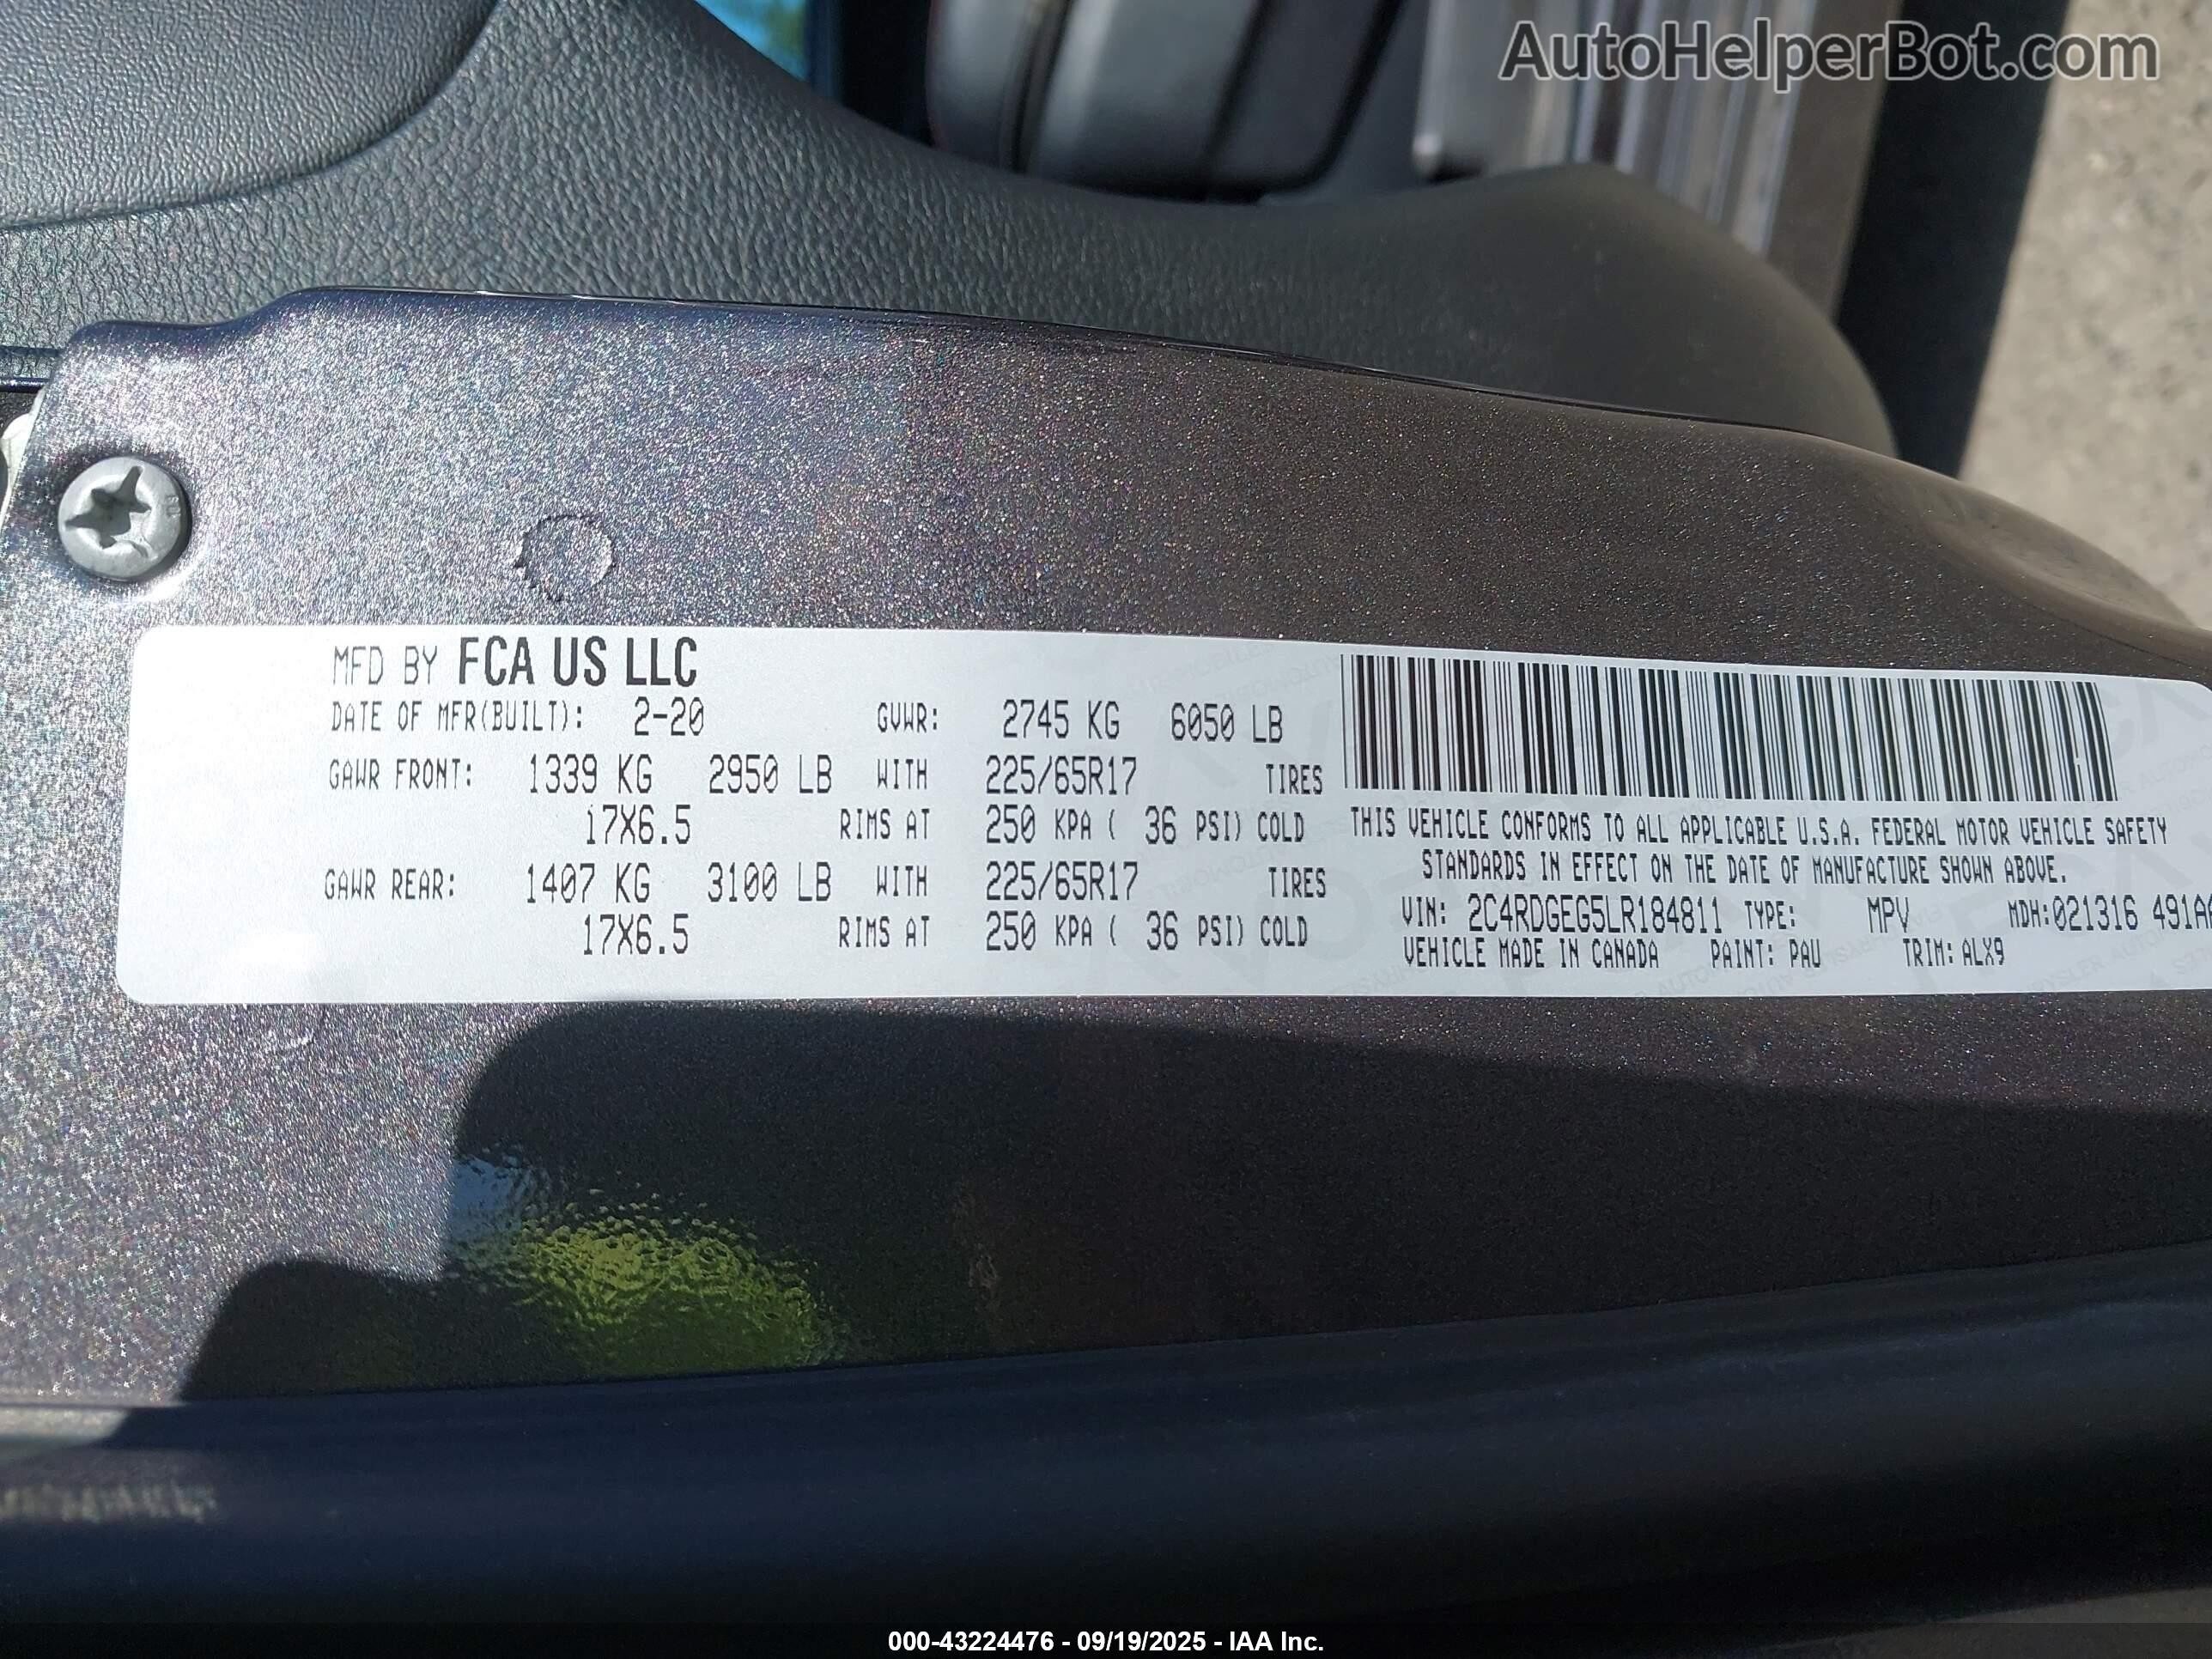 AutoHelperBot.com
MFD BY FCA US LLC
DATE OF MFR(BUILT): 2-20 GVWR: 2745 KG 6050 LB
GAWR FRONT: 1339 KG 2950 LB WITH 225/65R17 TIRES
17X6.5 RIMS AT 250 KPA ( 36 PSI) COLD
GAWR REAR: 1407 KG 3100 LB WITH 225/65R17 TIRES
17X6.5 RIMS AT 250 KPA ( 36 PSI) COLD
THIS VEHICLE CONFORMS TO ALL APPLICABLE U.S.A. FEDERAL MOTOR VEHICLE SAFETY
STANDARDS IN EFFECT ON THE DATE OF MANUFACTURE SHOWN ABOVE.
VIN: 2C4RDGEG5LR184811 TYPE: MPV MDH:021316 491A
VEHICLE MADE IN CANADA PAINT: PAU TRIM: ALX9
000-43224476 - 09/19/2025 - IAA Inc.